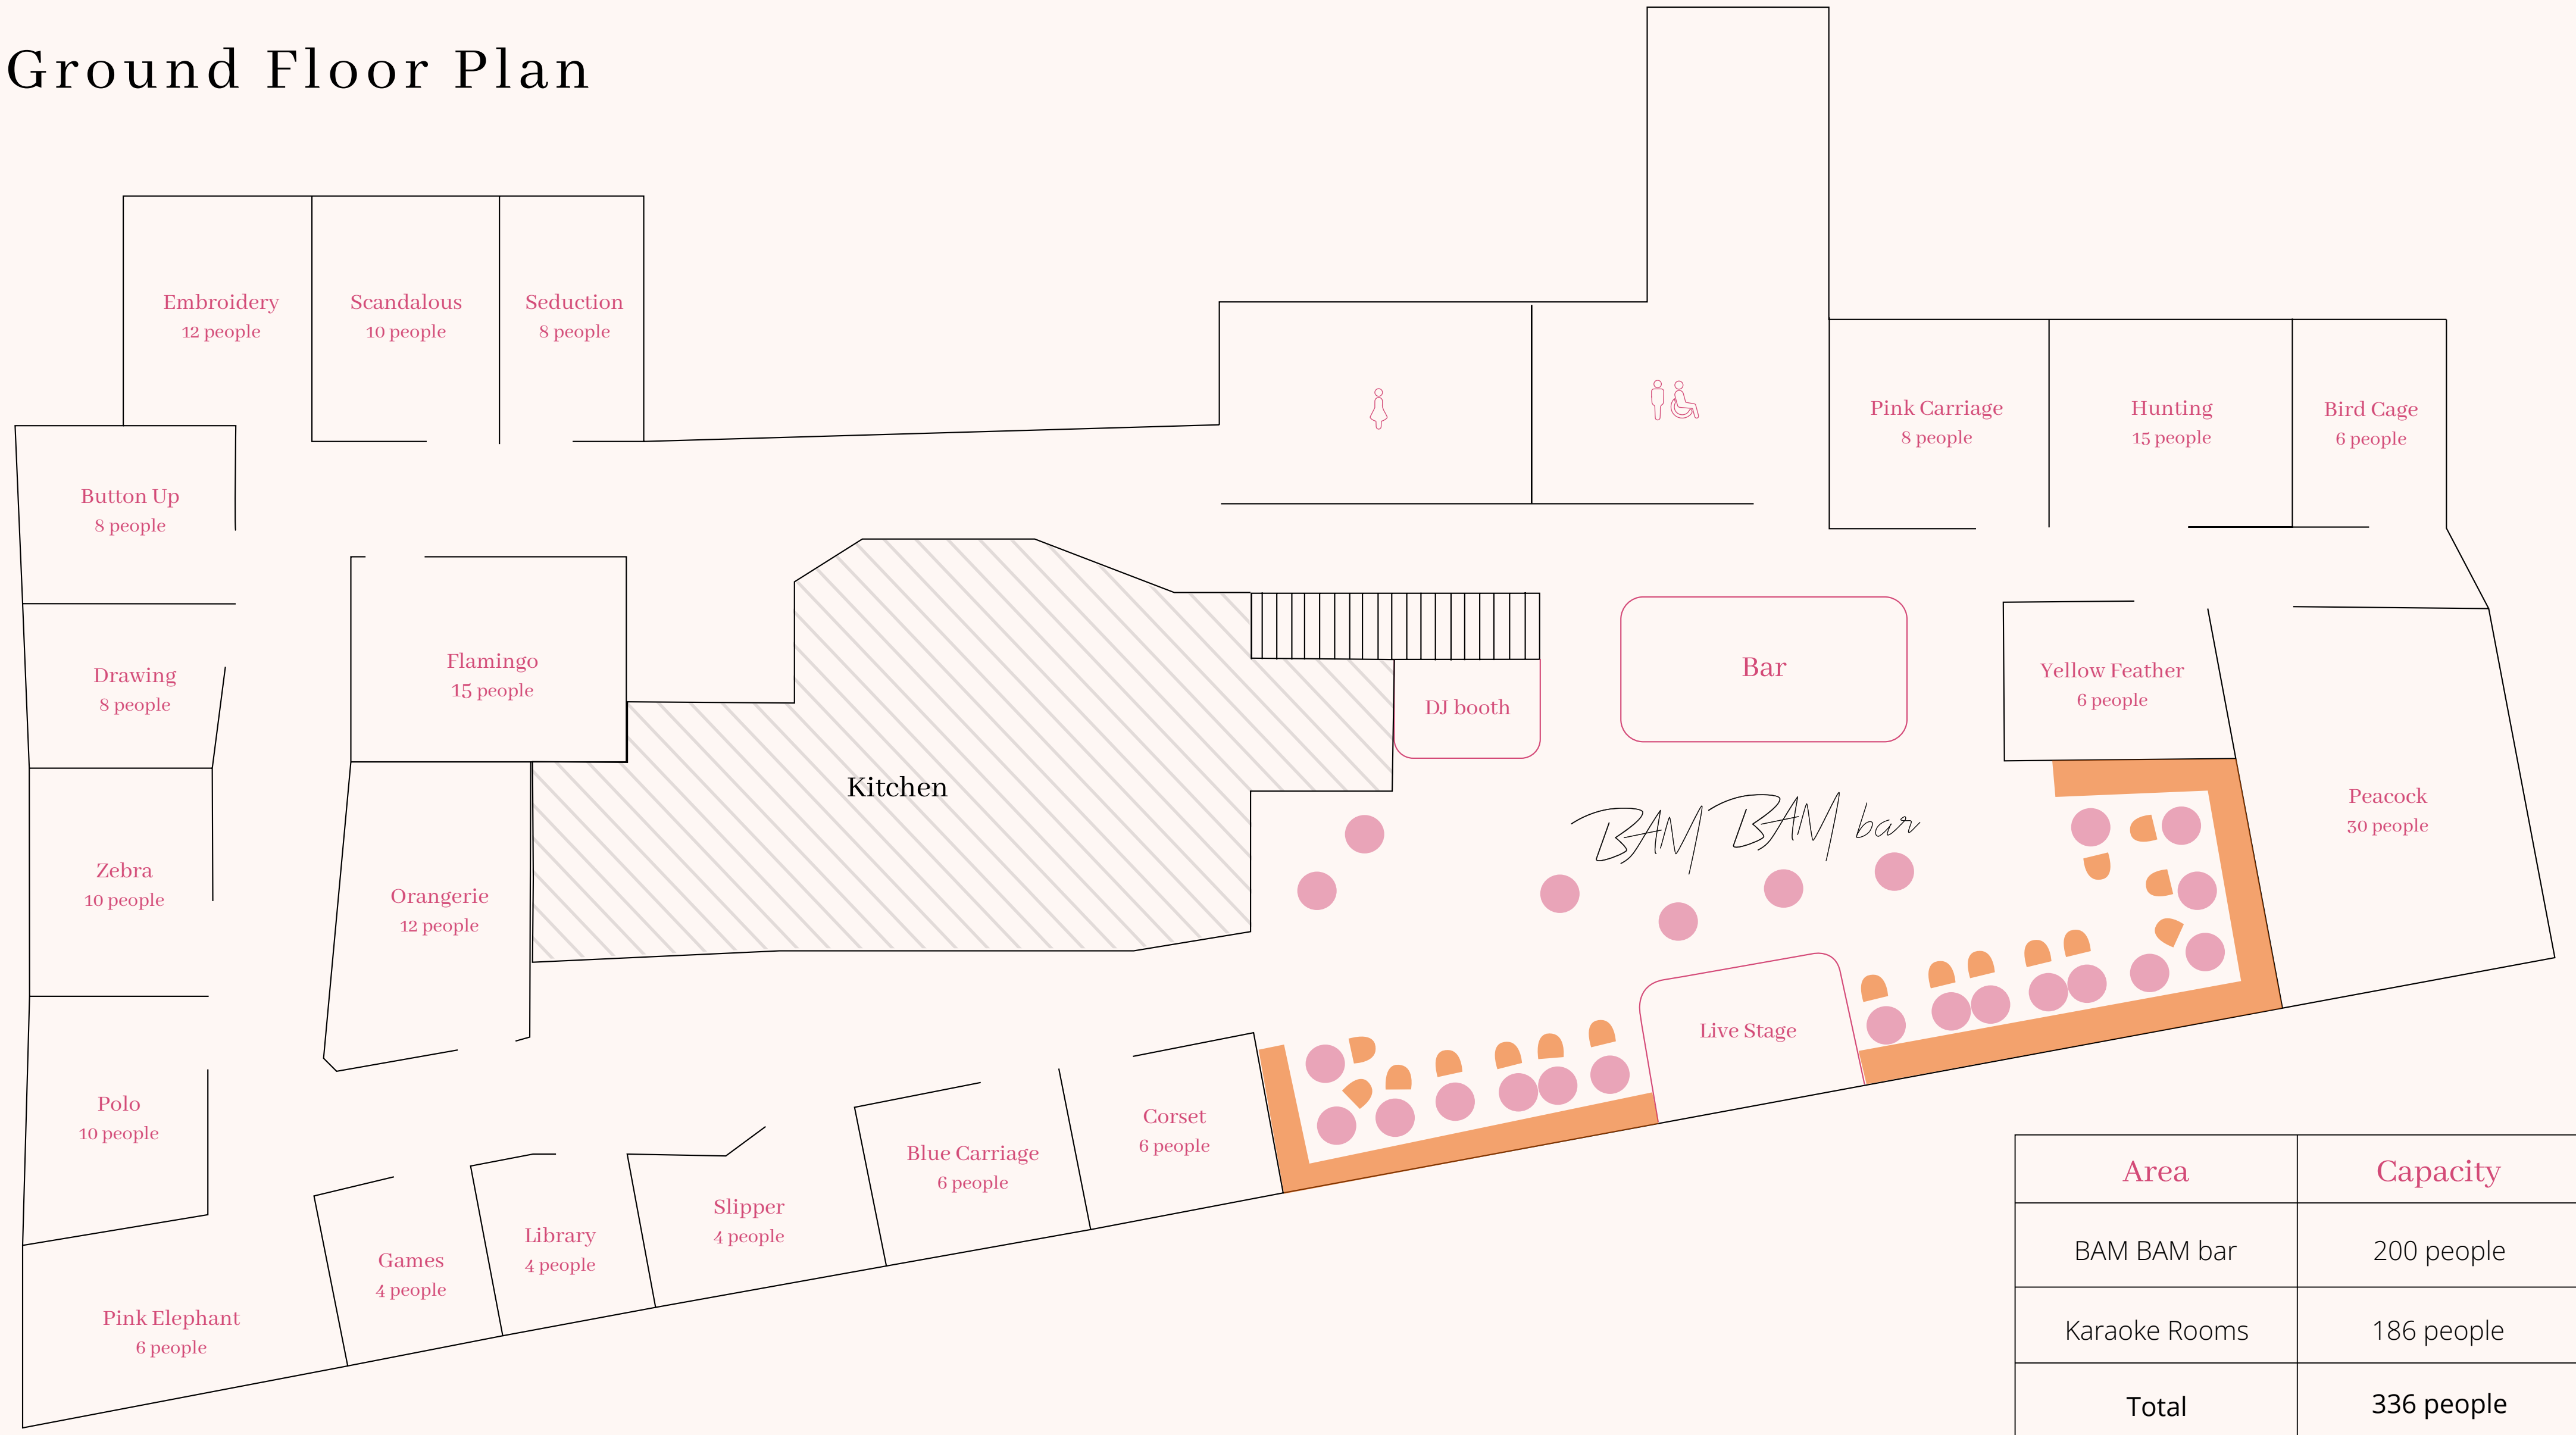 Ground Floor Plan
Embroidery
12 people
Scandalous
10 people
Seduction
8 people
Pink Carriage
8 people
Hunting
15 people
Bird Cage
6 people
Button Up
8 people
Drawing
8 people
Flamingo
15 people
Kitchen
DJ booth
Bar
Yellow Feather
6 people
Peacock
30 people
BAM BAM bar
Zebra
10 people
Orangerie
12 people
Live Stage
Polo
10 people
Corset
6 people
Blue Carriage
6 people
Slipper
4 people
Library
4 people
Games
4 people
Pink Elephant
6 people
Area Capacity
BAM BAM bar 200 people
Karaoke Rooms 186 people
Total 336 people